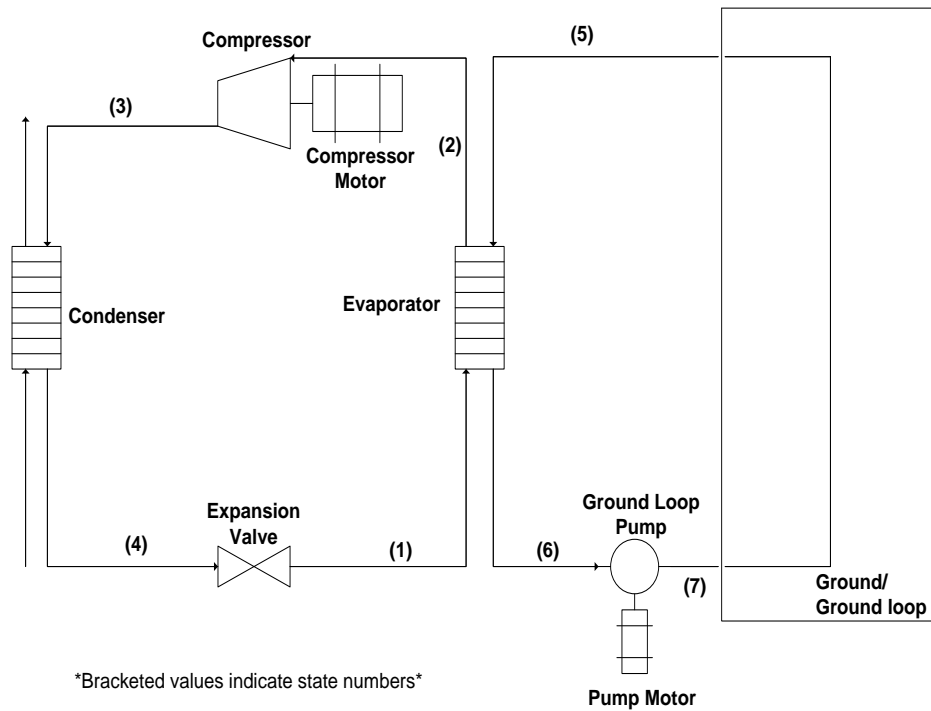 (5)
Compressor
(3)
(2)
Compressor
Motor
Condenser
Evaporator
Expansion
Valve
Ground Loop
Pump
(4)
(1)
(6)
(7)
Ground/
Ground loop
*Bracketed values indicate state numbers*
Pump Motor